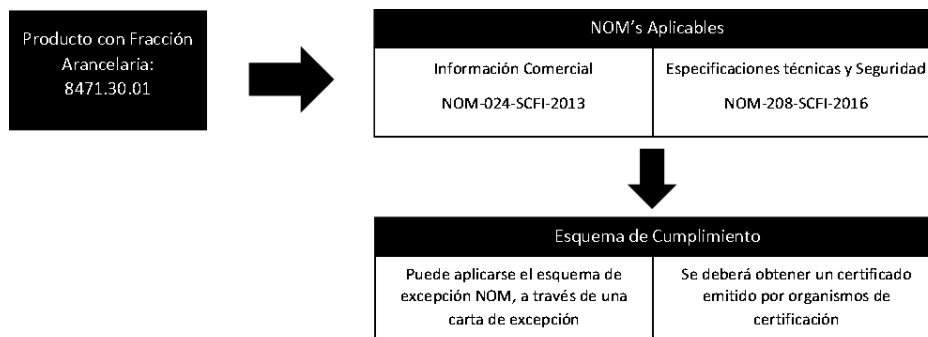 Producto con Fracción
Arancelaria:
8471.30.01
NOM's Aplicables
Información Comercial
NOM-024-SCFI-2013
Especificaciones técnicas y Seguridad
NOM-208-SCFI-2016
Esquema de Cumplimiento
Puede aplicarse el esquema de
excepción NOM, a través de una
carta de excepción
Se deberá obtener un certificado
emitido por organismos de
certificación